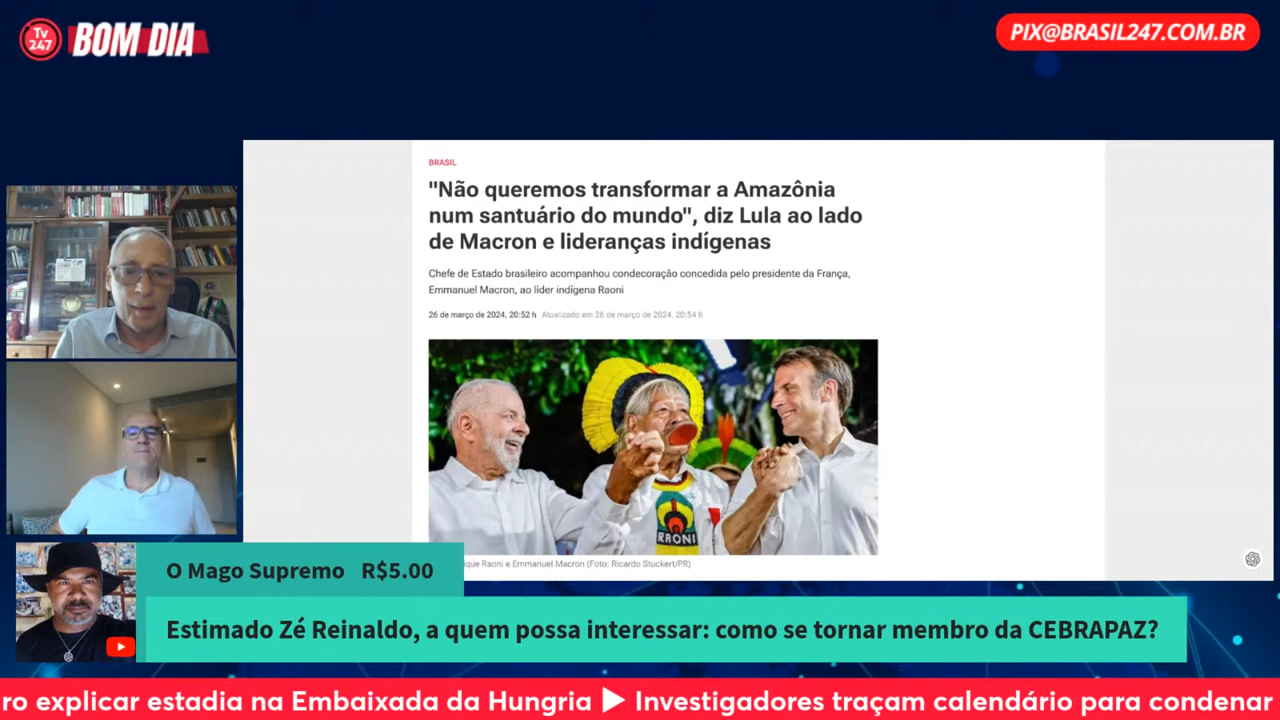 Tv 247
BOM DIA
PIX@BRASIL247.COM.BR
BRASIL
"Não queremos transformar a Amazônia
num santuário do mundo", diz Lula ao lado
de Macron e lideranças indígenas
Chefe de Estado brasileiro acompanhou condecoração concedida pelo presidente da França,
Emmanuel Macron, ao líder indígena Raoni
26 de março de 2024, 20:52 h Atualizado em 26 de março de 2024, 20:54 h
RAONI
ique Raoni e Emmanuel Macron (Foto: Ricardo Stuckert/PR)
O Mago Supremo R$5.00
Estimado Zé Reinaldo, a quem possa interessar: como se tornar membro da CEBRAPAZ?
ro explicar estadia na Embaixada da Hungria ▶ Investigadores traçam calendário para condenar